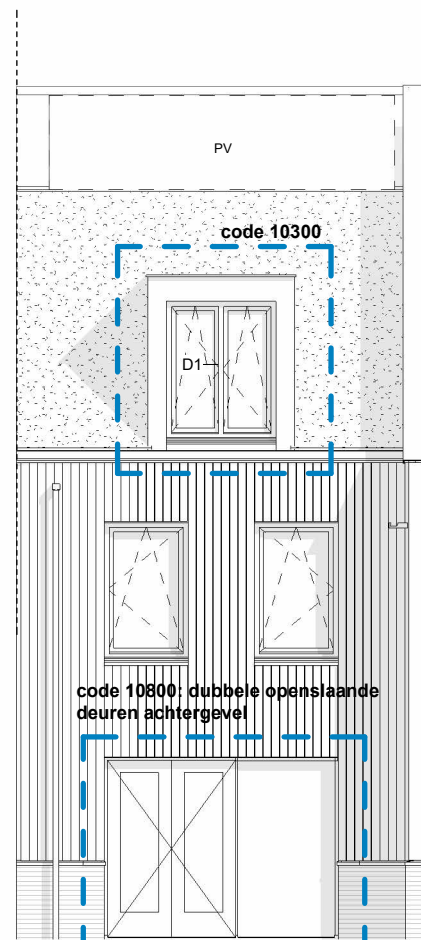 PV
code 10300
D1
code 10800: dubbele openslaande
deuren achtergevel